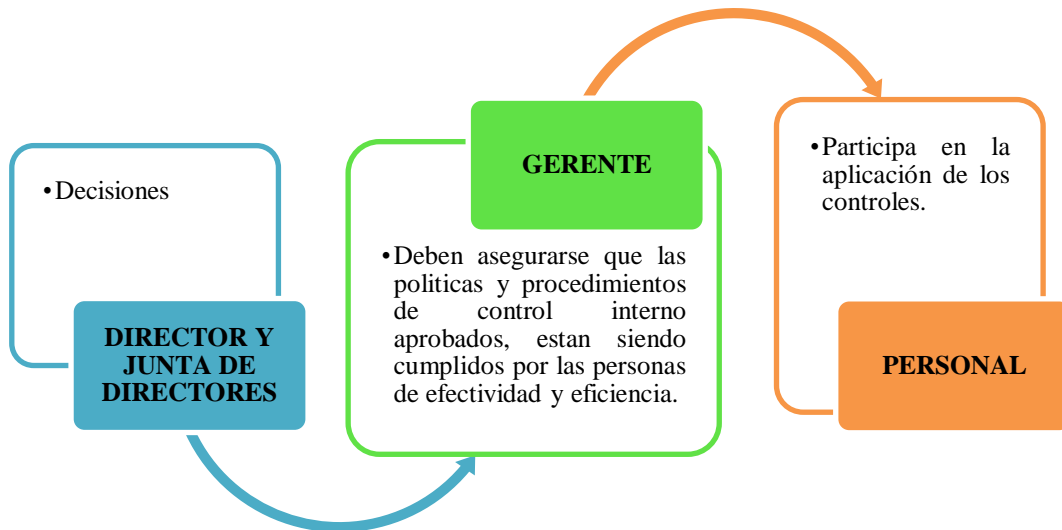 •Decisiones
DIRECTOR Y
JUNTA DE
DIRECTORES
GERENTE
•Deben asegurarse que las
politicas y procedimientos
de control interno
aprobados, estan siendo
cumplidos por las personas
de efectividad y eficiencia.
•Participa en la
aplicación de los
controles.
PERSONAL